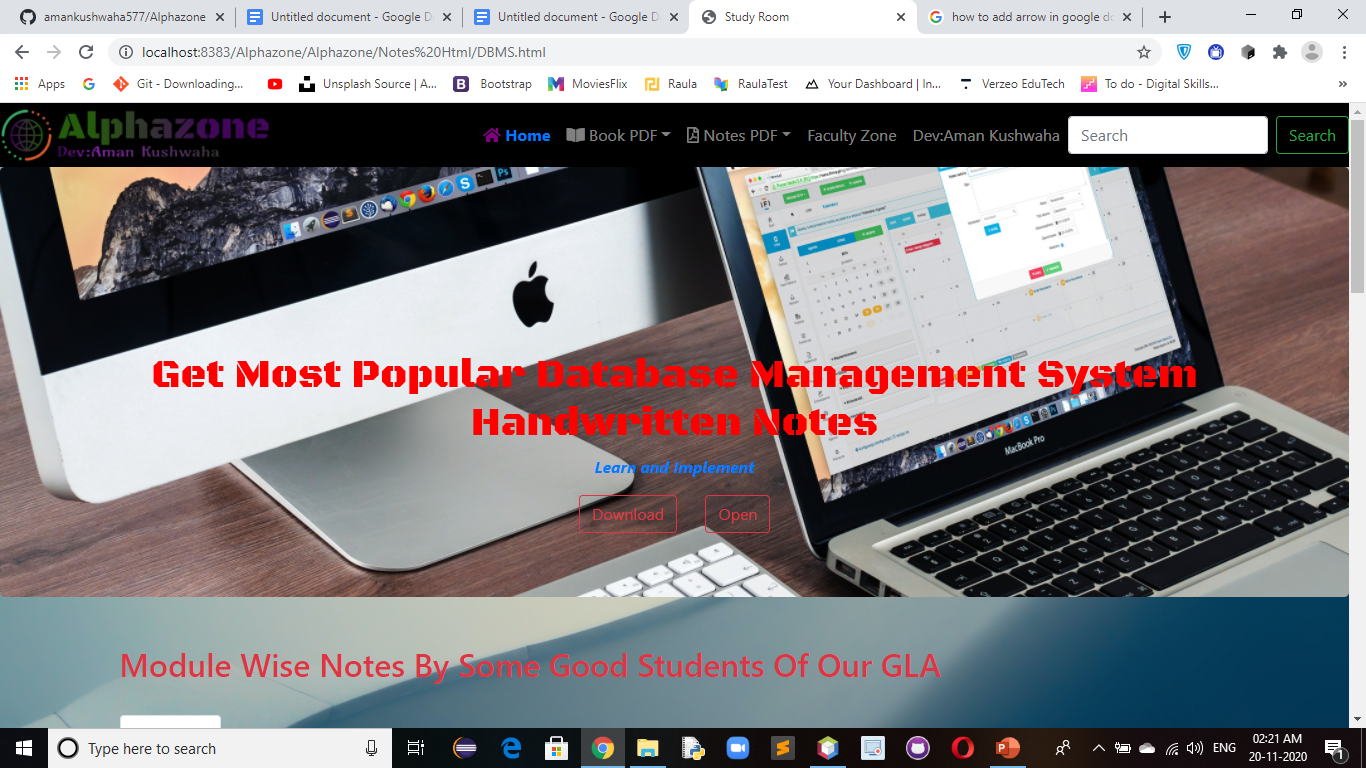 amankushwaha577/Alphazone
Untitled document - Google D
Untitled document - Google D
Study Room
how to add arrow in google do
localhost:8383/Alphazone/Alphazone/Notes%20Html/DBMS.html
Apps
Git - Downloading...
Unsplash Source | A...
Bootstrap
MoviesFlix
Raula
RaulaTest
Your Dashboard | In...
Verzeo EduTech
To do - Digital Skills...
»
Alphazone
Dev:Aman Kushwaha
Home
Book PDF
Notes PDF
Faculty Zone
Dev:Aman Kushwaha
Search
Search
Get Most Popular Database Management System
Handwritten Notes
Learn and Implement
Download
Open
MacBook Pro
Module Wise Notes By Some Good Students Of Our GLA
Type here to search
ENG
02:21 AM
20-11-2020
1